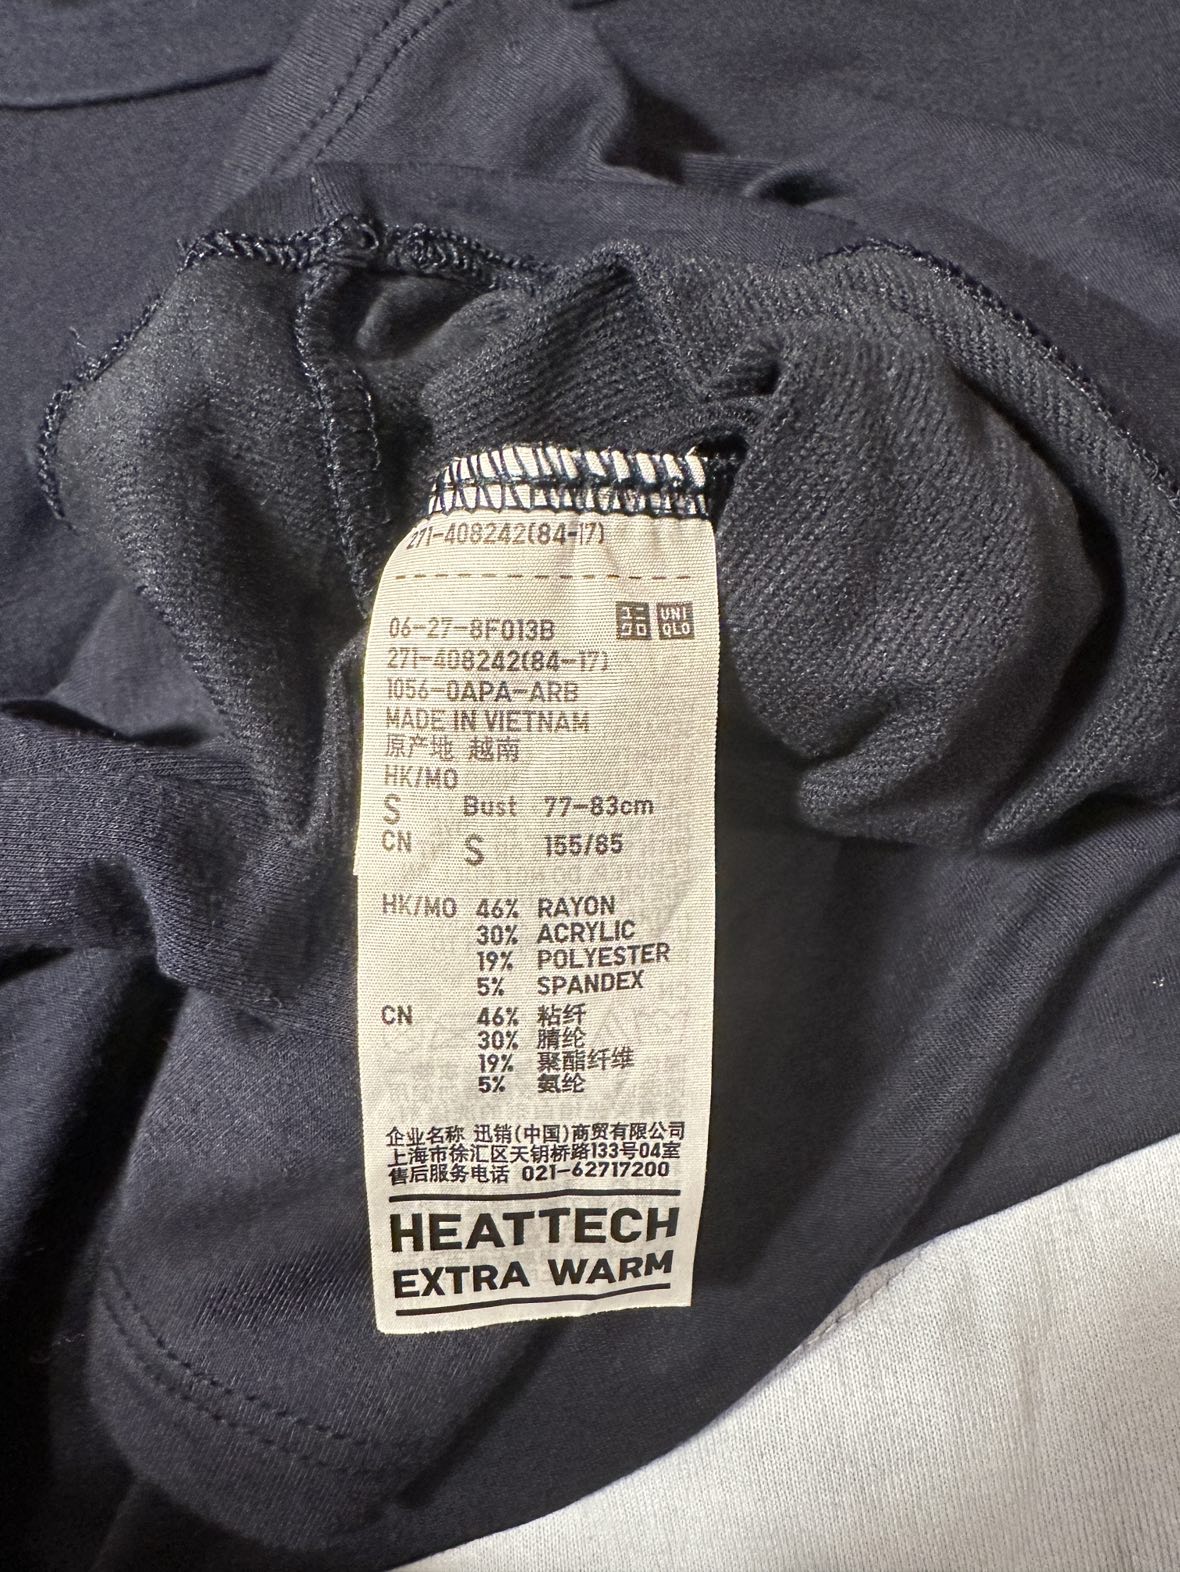 271-408242(84-17)
ユニクロ UNIQLO
06-27-8F013B
271-408242(84-17)
1056-0APA-ARB
MADE IN VIETNAM
原产地 越南
HK/MO
S Bust 77-83cm
CN S 155/85
HK/MO 46% RAYON
30% ACRYLIC
19% POLYESTER
5% SPANDEX
CN 46% 粘纤
30% 腈纶
19% 聚酯纤维
5% 氨纶
企业名称 迅销(中国)商贸有限公司
上海市徐汇区天钥桥路133号04室
售后服务电话 021-62717200
HEATTECH
EXTRA WARM